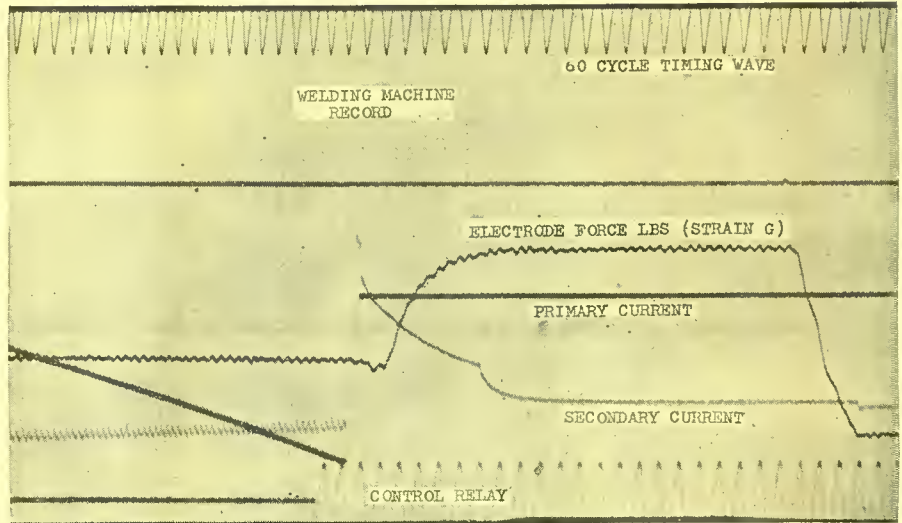 60 CYCLE TIMING WAVE
WELDING MACHINE
RECORD
ELECTRODE FORCE LBS (STRAIN G)
PRIMARY CURRENT
SECONDARY CURRENT
CONTROL RELAY